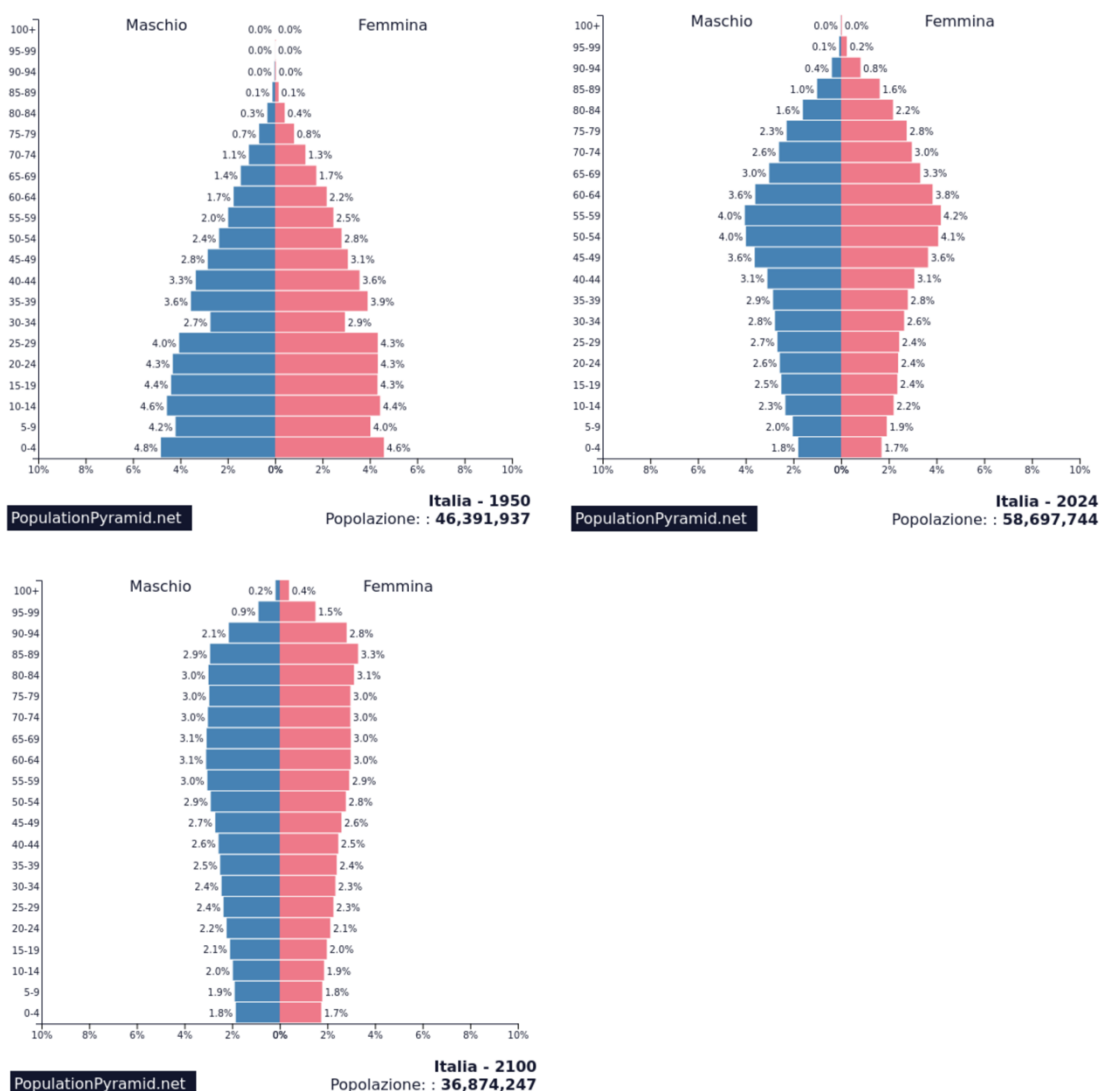 Maschio Femmina
100+ 0.0% 0.0%
95-99 0.0% 0.0%
90-94 0.0% 0.0%
85-89 0.1% 0.1%
80-84 0.3% 0.4%
75-79 0.7% 0.8%
70-74 1.1% 1.3%
65-69 1.4% 1.7%
60-64 1.7% 2.2%
55-59 2.0% 2.5%
50-54 2.4% 2.8%
45-49 2.8% 3.1%
40-44 3.3% 3.6%
35-39 3.6% 3.9%
30-34 2.7% 2.9%
25-29 4.0% 4.3%
20-24 4.3% 4.3%
15-19 4.4% 4.3%
10-14 4.6% 4.4%
5-9 4.2% 4.0%
0-4 4.8% 4.6%
10% 8% 6% 4% 2% 0% 2% 4% 6% 8% 10%
Italia - 1950
PopulationPyramid.net Popolazione: : 46,391,937
Maschio Femmina
100+ 0.0% 0.0%
95-99 0.1% 0.2%
90-94 0.4% 0.8%
85-89 1.0% 1.6%
80-84 1.6% 2.2%
75-79 2.3% 2.8%
70-74 2.6% 3.0%
65-69 3.0% 3.3%
60-64 3.6% 3.8%
55-59 4.0% 4.2%
50-54 4.0% 4.1%
45-49 3.6% 3.6%
40-44 3.1% 3.1%
35-39 2.9% 2.8%
30-34 2.8% 2.6%
25-29 2.7% 2.4%
20-24 2.6% 2.4%
15-19 2.5% 2.4%
10-14 2.3% 2.2%
5-9 2.0% 1.9%
0-4 1.8% 1.7%
10% 8% 6% 4% 2% 0% 2% 4% 6% 8% 10%
Italia - 2024
PopulationPyramid.net Popolazione: : 58,697,744
Maschio Femmina
100+ 0.2% 0.4%
95-99 0.9% 1.5%
90-94 2.1% 2.8%
85-89 2.9% 3.3%
80-84 3.0% 3.1%
75-79 3.0% 3.0%
70-74 3.0% 3.0%
65-69 3.1% 3.0%
60-64 3.1% 3.0%
55-59 3.0% 2.9%
50-54 2.9% 2.8%
45-49 2.7% 2.6%
40-44 2.6% 2.5%
35-39 2.5% 2.4%
30-34 2.4% 2.3%
25-29 2.4% 2.3%
20-24 2.2% 2.1%
15-19 2.1% 2.0%
10-14 2.0% 1.9%
5-9 1.9% 1.8%
0-4 1.8% 1.7%
10% 8% 6% 4% 2% 0% 2% 4% 6% 8% 10%
Italia - 2100
PopulationPyramid.net Popolazione: : 36,874,247